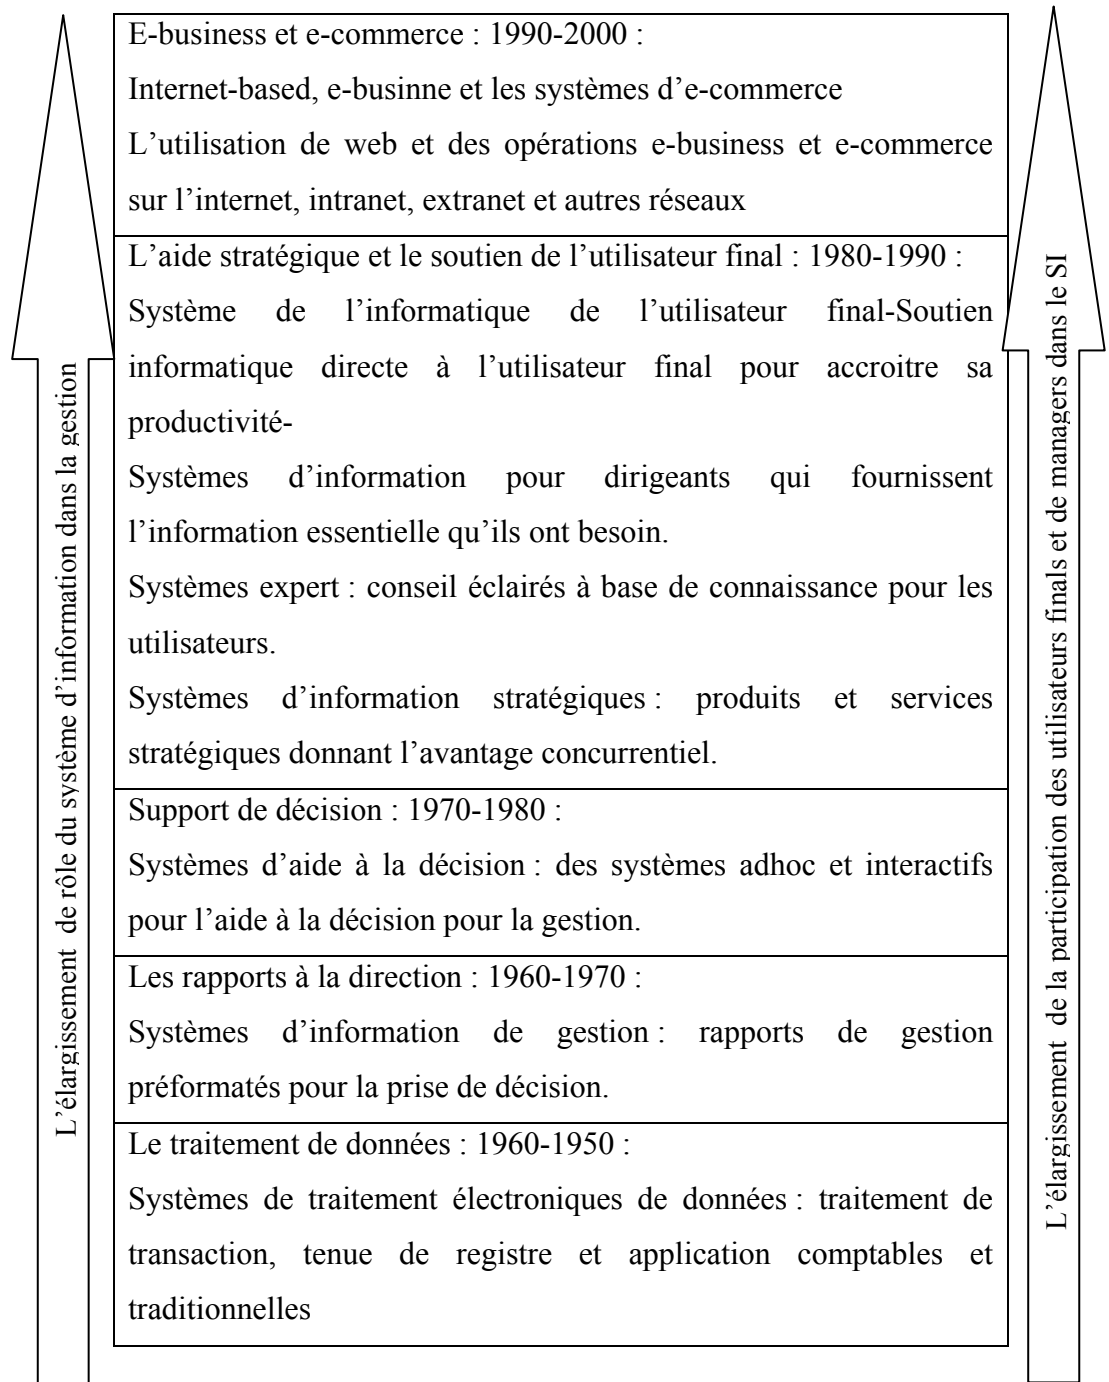 E-business et e-commerce : 1990-2000 :
Internet-based, e-businne et les systèmes d’e-commerce
L’utilisation de web et des opérations e-business et e-commerce
sur l’internet, intranet, extranet et autres réseaux
L’aide stratégique et le soutien de l’utilisateur final : 1980-1990 :
Système de l’informatique de l’utilisateur final-Soutien
informatique directe à l’utilisateur final pour accroitre sa
productivité-
Systèmes d’information pour dirigeants qui fournissent
l’information essentielle qu’ils ont besoin.
Systèmes expert : conseil éclairés à base de connaissance pour les
utilisateurs.
Systèmes d’information stratégiques : produits et services
stratégiques donnant l’avantage concurrentiel.
Support de décision : 1970-1980 :
Systèmes d’aide à la décision : des systèmes adhoc et interactifs
pour l’aide à la décision pour la gestion.
Les rapports à la direction : 1960-1970 :
Systèmes d’information de gestion : rapports de gestion
préformatés pour la prise de décision.
Le traitement de données : 1960-1950 :
Systèmes de traitement électroniques de données : traitement de
transaction, tenue de registre et application comptables et
traditionnelles
L’élargissement de rôle du système d’information dans la gestion
L’élargissement de la participation des utilisateurs finals et de managers dans le SI